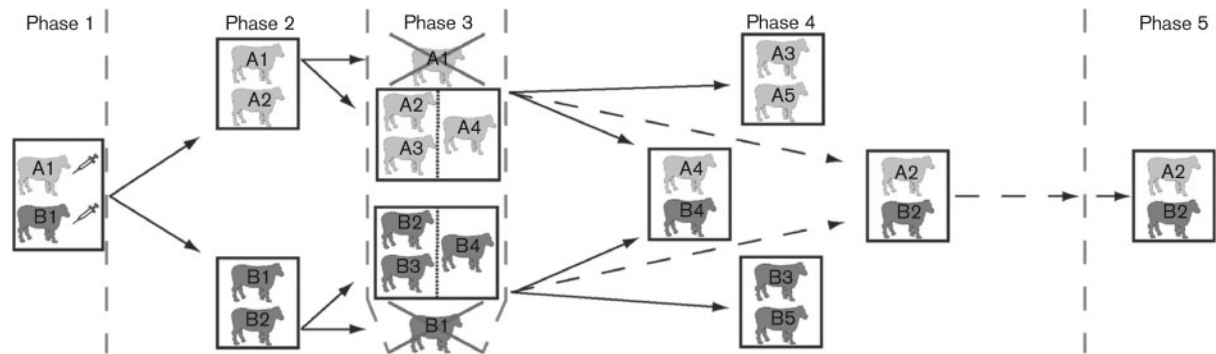 Phase 1
Phase 2
Phase 3
Phase 4
Phase 5
A1
B1
A1
A2
B1
B2
A1
A2
A3
A4
B2
B3
B4
B1
A3
A5
A4
B4
B3
B5
A2
B2
A2
B2